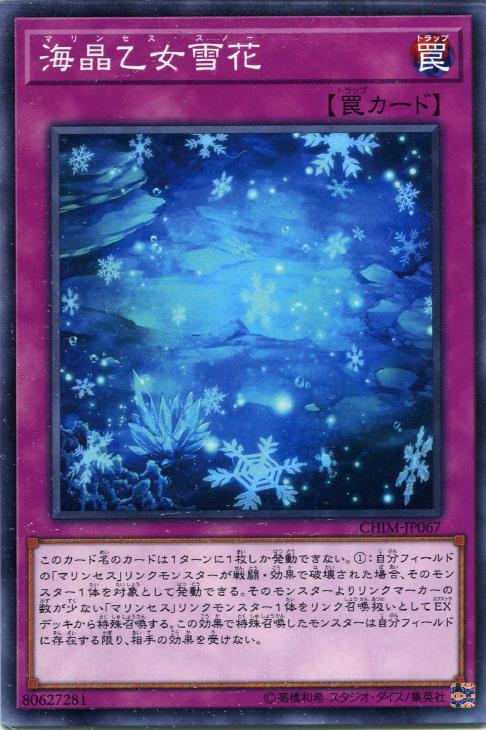 マリンセス・スノー
海晶乙女雪花
トラップ
罠
トラップ
【罠カード】
CHIM-JP067
このカード名のカードは1ターンに1枚しか発動できない。①：自分フィールド
の「マリンセス」リンクモンスターが戦闘・効果で破壊された場合、そのモン
スター1体を対象として発動できる。そのモンスターよりリンクマーカーの
数が少ない「マリンセス」リンクモンスター1体をリンク召喚扱いとしてEX
デッキから特殊召喚する。この効果で特殊召喚したモンスターは自分フィールド
に存在する限り、相手の効果を受けない。
80627281
©高橋和希 スタジオ・ダイス/集英社